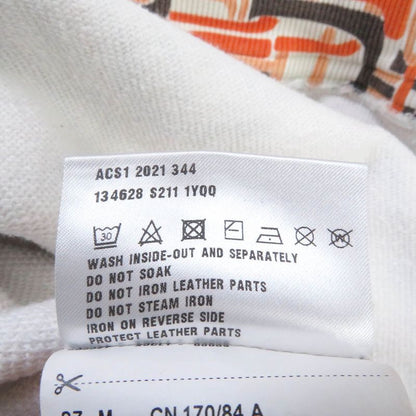 ACS1 2021 344
134628 S211 1YQQ
30
WASH INSIDE-OUT AND SEPARATELY
DO NOT SOAK
DO NOT IRON LEATHER PARTS
DO NOT STEAM IRON
IRON ON REVERSE SIDE
PROTECT LEATHER PARTS
M CN 170/84 A